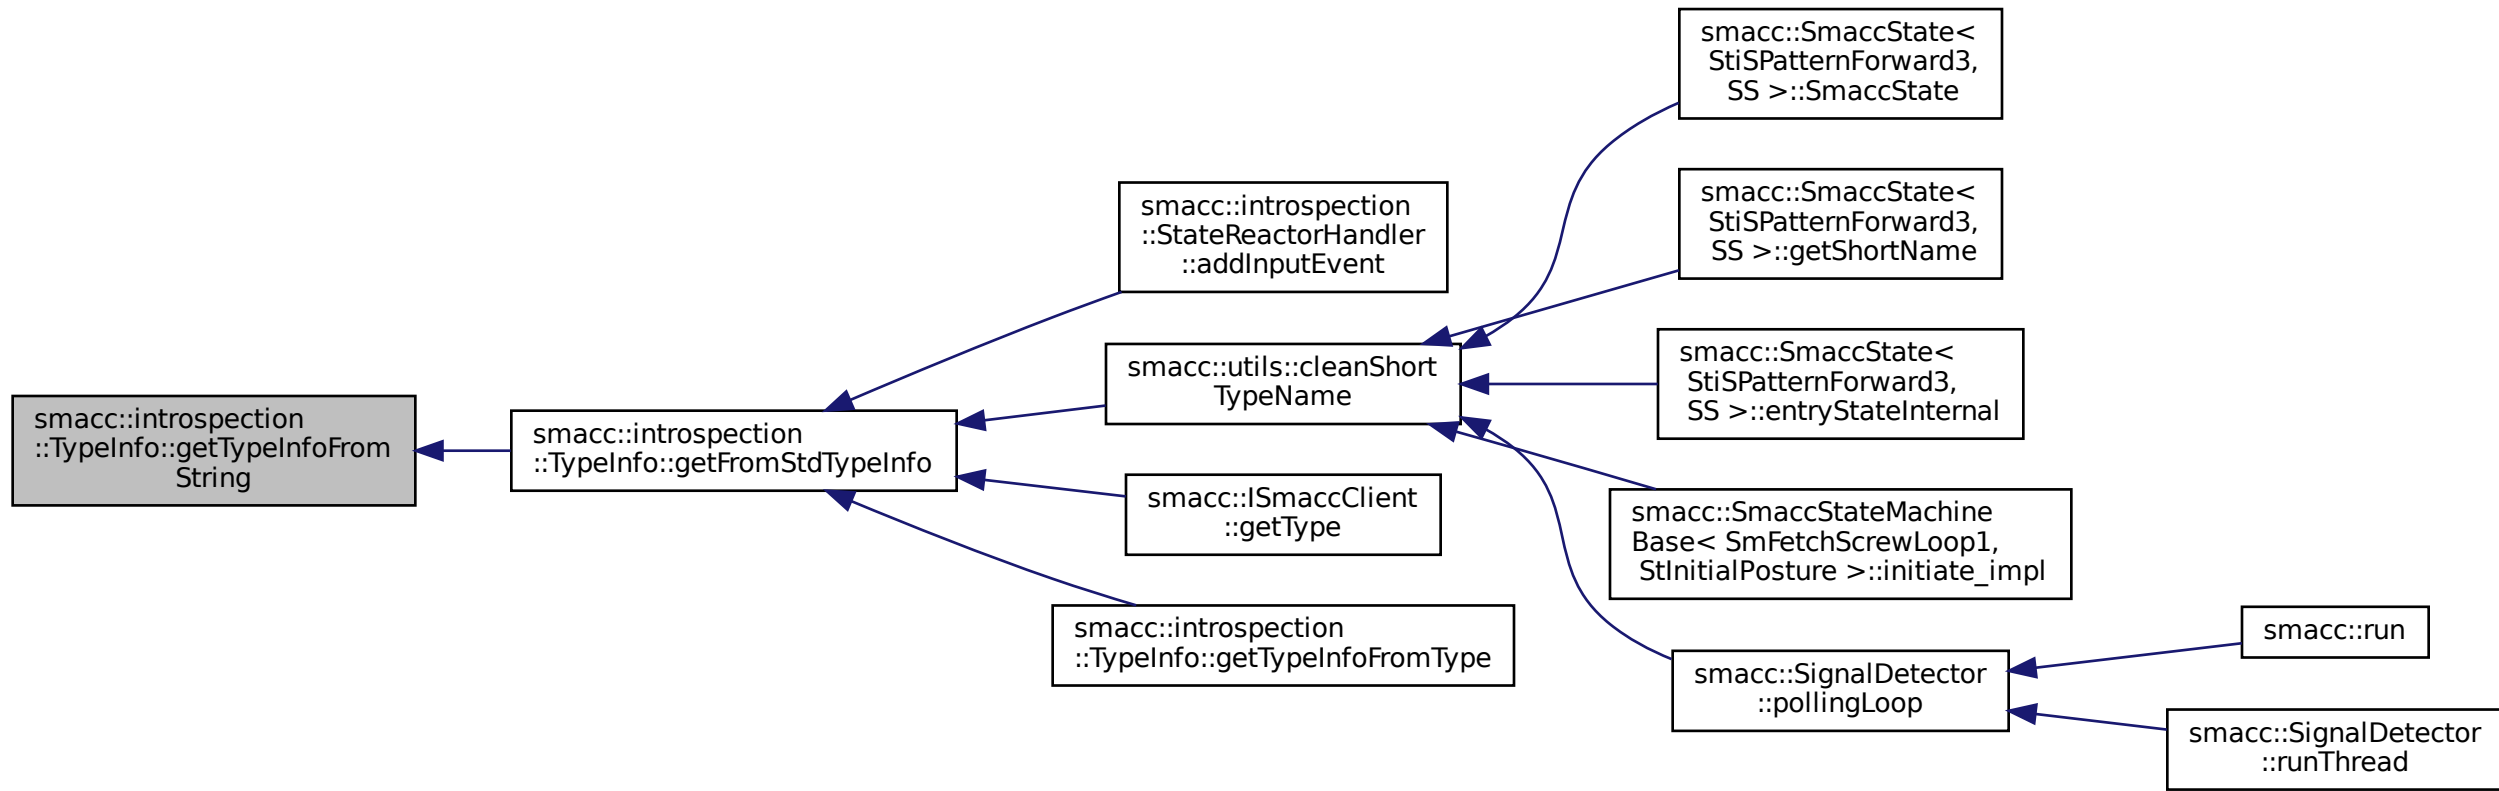 smacc::introspection
::TypeInfo::getTypeInfoFrom
String
smacc::introspection
::TypeInfo::getFromStdTypeInfo
smacc::introspection
::StateReactorHandler
::addInputEvent
smacc::utils::cleanShort
TypeName
smacc::ISmaccClient
::getType
smacc::introspection
::TypeInfo::getTypeInfoFromType
smacc::SmaccState<
StiSPatternForward3,
SS >::SmaccState
smacc::SmaccState<
StiSPatternForward3,
SS >::getShortName
smacc::SmaccState<
StiSPatternForward3,
SS >::entryStateInternal
smacc::SmaccStateMachine
Base< SmFetchScrewLoop1,
StInitialPosture >::initiate_impl
smacc::SignalDetector
::pollingLoop
smacc::run
smacc::SignalDetector
::runThread